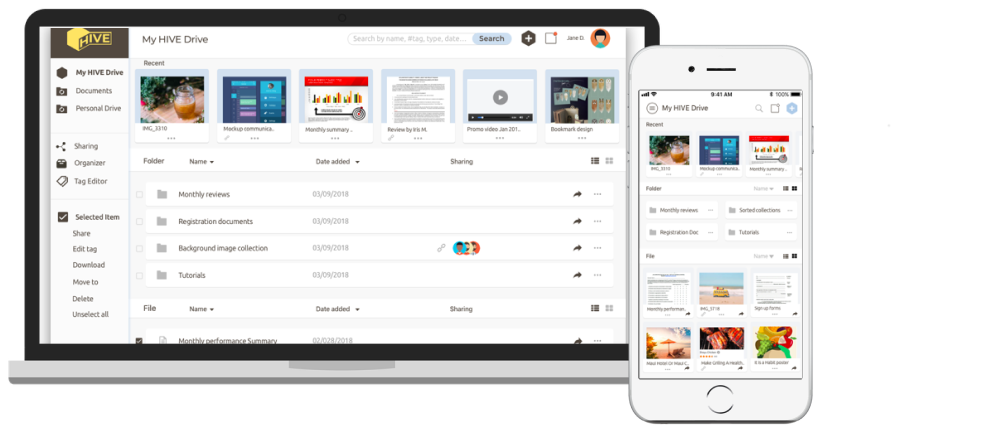 HIVE
My HIVE Drive
Search by name, #tag, type, date...
Search
Jane D.
My HIVE Drive
Documents
Personal Drive
Sharing
Organizer
Tag Editor
Selected Item
Share
Edit tag
Download
Move to
Delete
Unselect all
Recent
IMG_3310
Mockup communica...
Monthly summary ...
Review by Iris M.
Promo video Jan 201...
Bookmark design
Folder Name Date added Sharing
Monthly reviews 03/09/2018
Registration documents 03/09/2018
Background image collection 03/09/2018
Tutorials 03/09/2018
File Name Date added Sharing
Monthly performance Summary 02/028/2018
9:41 AM 100%
My HIVE Drive
Recent
IMG_3310
Mockup communica...
Monthly summary ...
Folder Name
Monthly reviews
Sorted collections
Registration Doc
Tutorials
File Name
Monthly performan...
IMG_3718
Sign up forms
Maui Hotel Or Maui C...
Make Grilling A Health...
It is a Habit poster